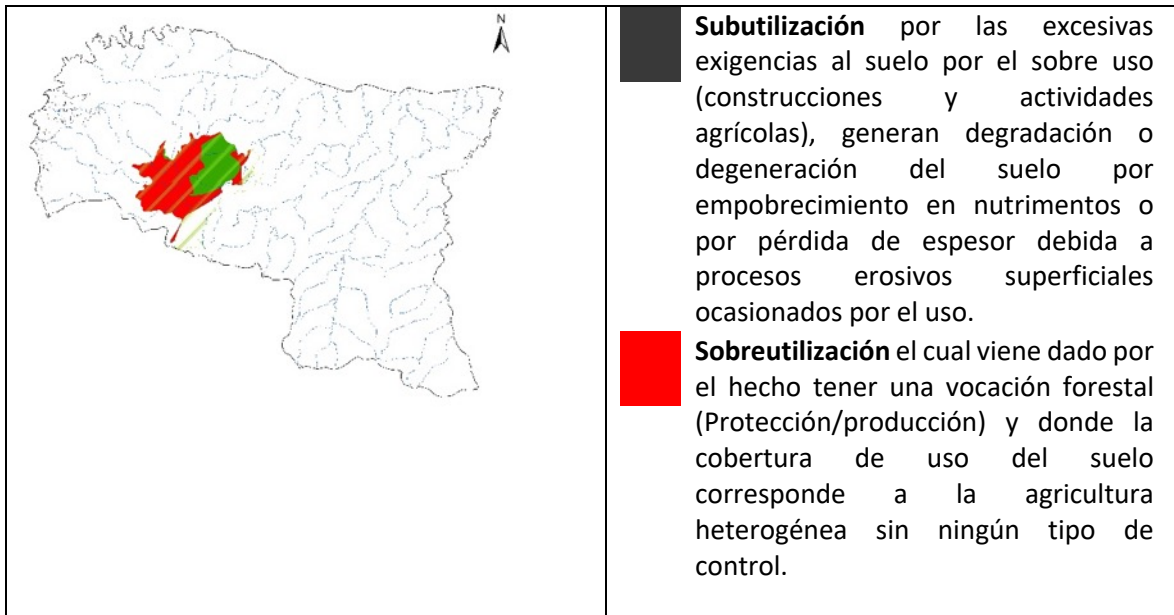 N
Subutilización por las excesivas
exigencias al suelo por el sobre uso
(construcciones y actividades
agrícolas), generan degradación o
degeneración del suelo por
empobrecimiento en nutrimentos o
por pérdida de espesor debida a
procesos erosivos superficiales
ocasionados por el uso.
Sobreutilización el cual viene dado por
el hecho tener una vocación forestal
(Protección/producción) y donde la
cobertura de uso del suelo
corresponde a la agricultura
heterogénea sin ningún tipo de
control.